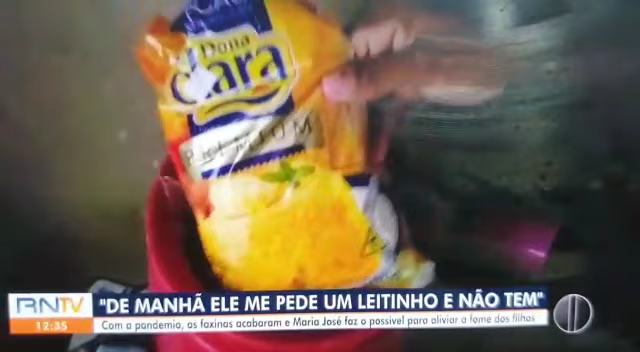 Dona
Clara
PREMIUM
RNTV
12:35
"DE MANHÃ ELE ME PEDE UM LEITINHO E NÃO TEM"
Com a pandemia, as faxinas acabaram e Maria José faz o possível para aliviar a fome dos filhos